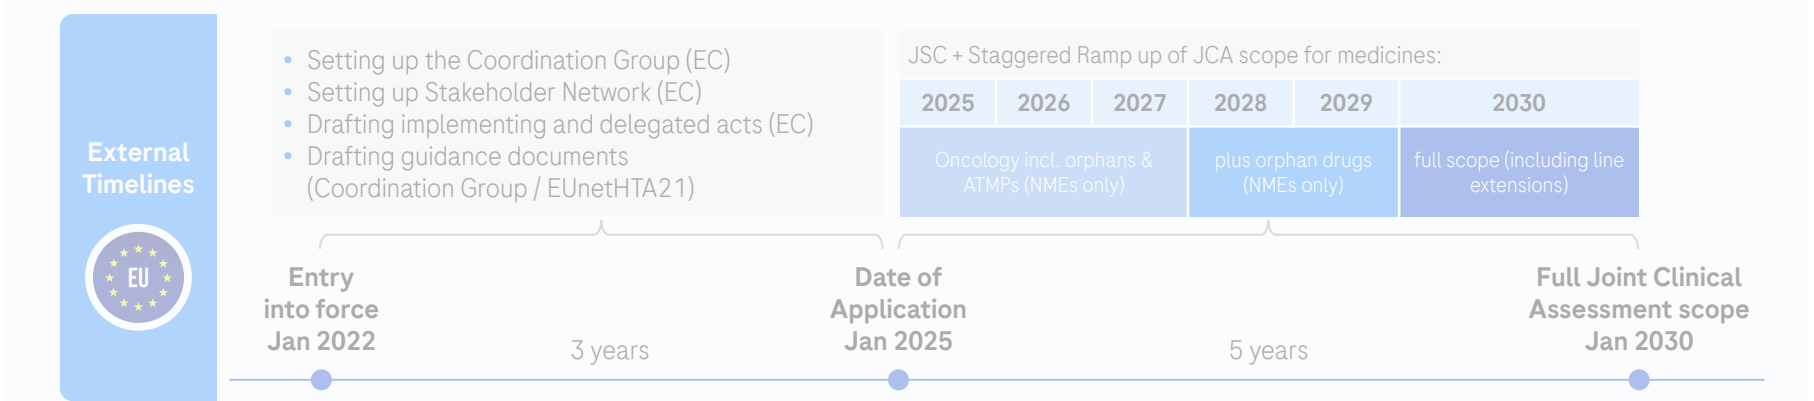 External
Timelines
EU
• Setting up the Coordination Group (EC)
• Setting up Stakeholder Network (EC)
• Drafting implementing and delegated acts (EC)
• Drafting guidance documents
(Coordination Group / EUnetHTA21)
JSC + Staggered Ramp up of JCA scope for medicines:
2025 2026 2027 2028 2029 2030
Oncology incl. orphans &
ATMPs (NMEs only)
plus orphan drugs
(NMEs only)
full scope (including line
extensions)
Entry
into force
Jan 2022
3 years
Date of
Application
Jan 2025
5 years
Full Joint Clinical
Assessment scope
Jan 2030